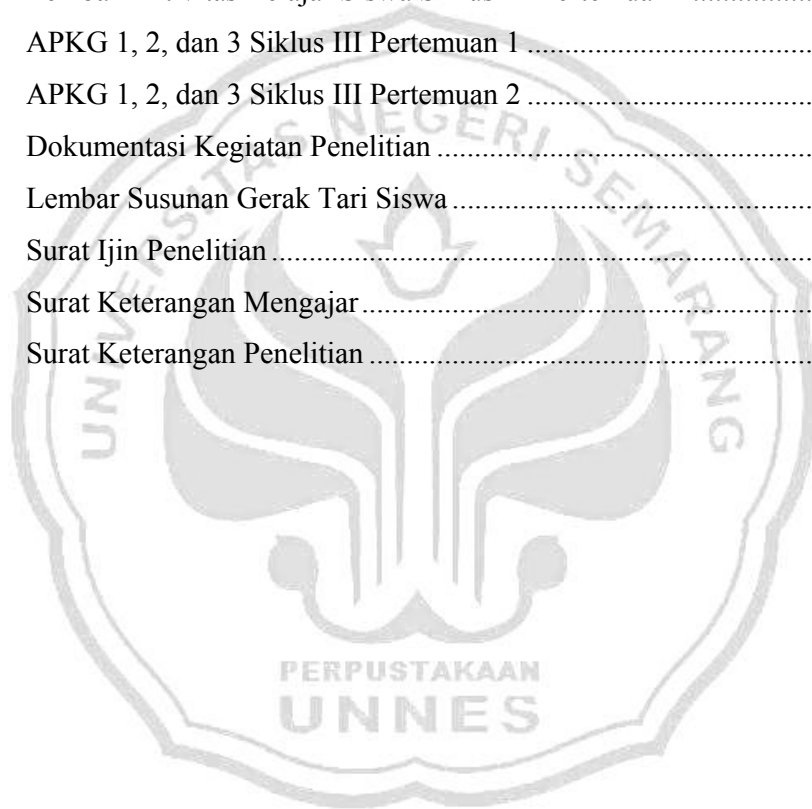 APKG 1, 2, dan 3 Siklus III Pertemuan 1 ............................................
APKG 1, 2, dan 3 Siklus III Pertemuan 2 ............................................
Dokumentasi Kegiatan Penelitian ............................................
Lembar Susunan Gerak Tari Siswa ............................................
Surat Ijin Penelitian ............................................
Surat Keterangan Mengajar ............................................
Surat Keterangan Penelitian ............................................
UNIVERSITAS NEGERI SEMARANG
PERPUSTAKAAN
UNNES